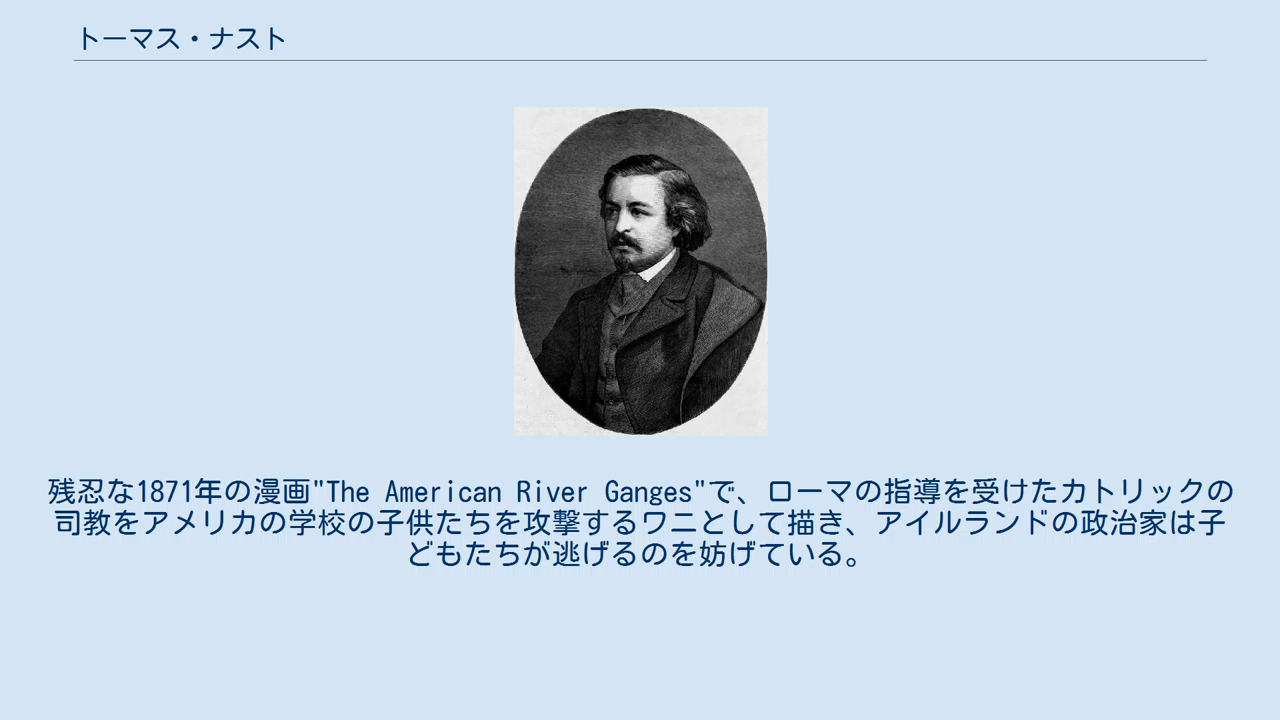 トーマス・ナスト
残忍な1871年の漫画"The American River Ganges"で、ローマの指導を受けたカトリックの
司教をアメリカの学校の子供たちを攻撃するワニとして描き、アイルランドの政治家は子
どもたちが逃げるのを妨げている。